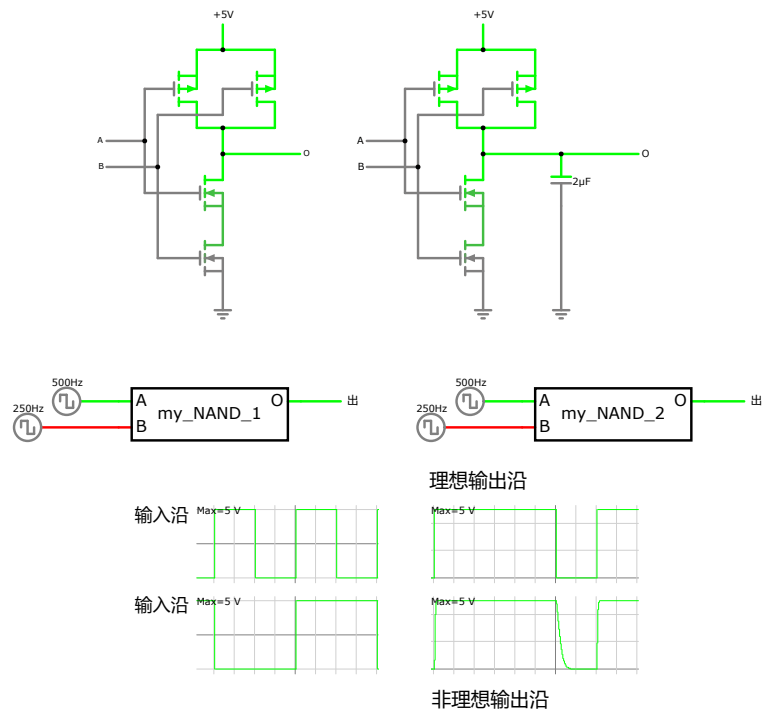 +5V
+5V
A
B
O
A
B
O
2µF
500Hz
250Hz
A
B
O
my_NAND_1
出
500Hz
250Hz
A
B
O
my_NAND_2
出
理想输出沿
输入沿
Max=5 V
Max=5 V
输入沿
Max=5 V
Max=5 V
非理想输出沿